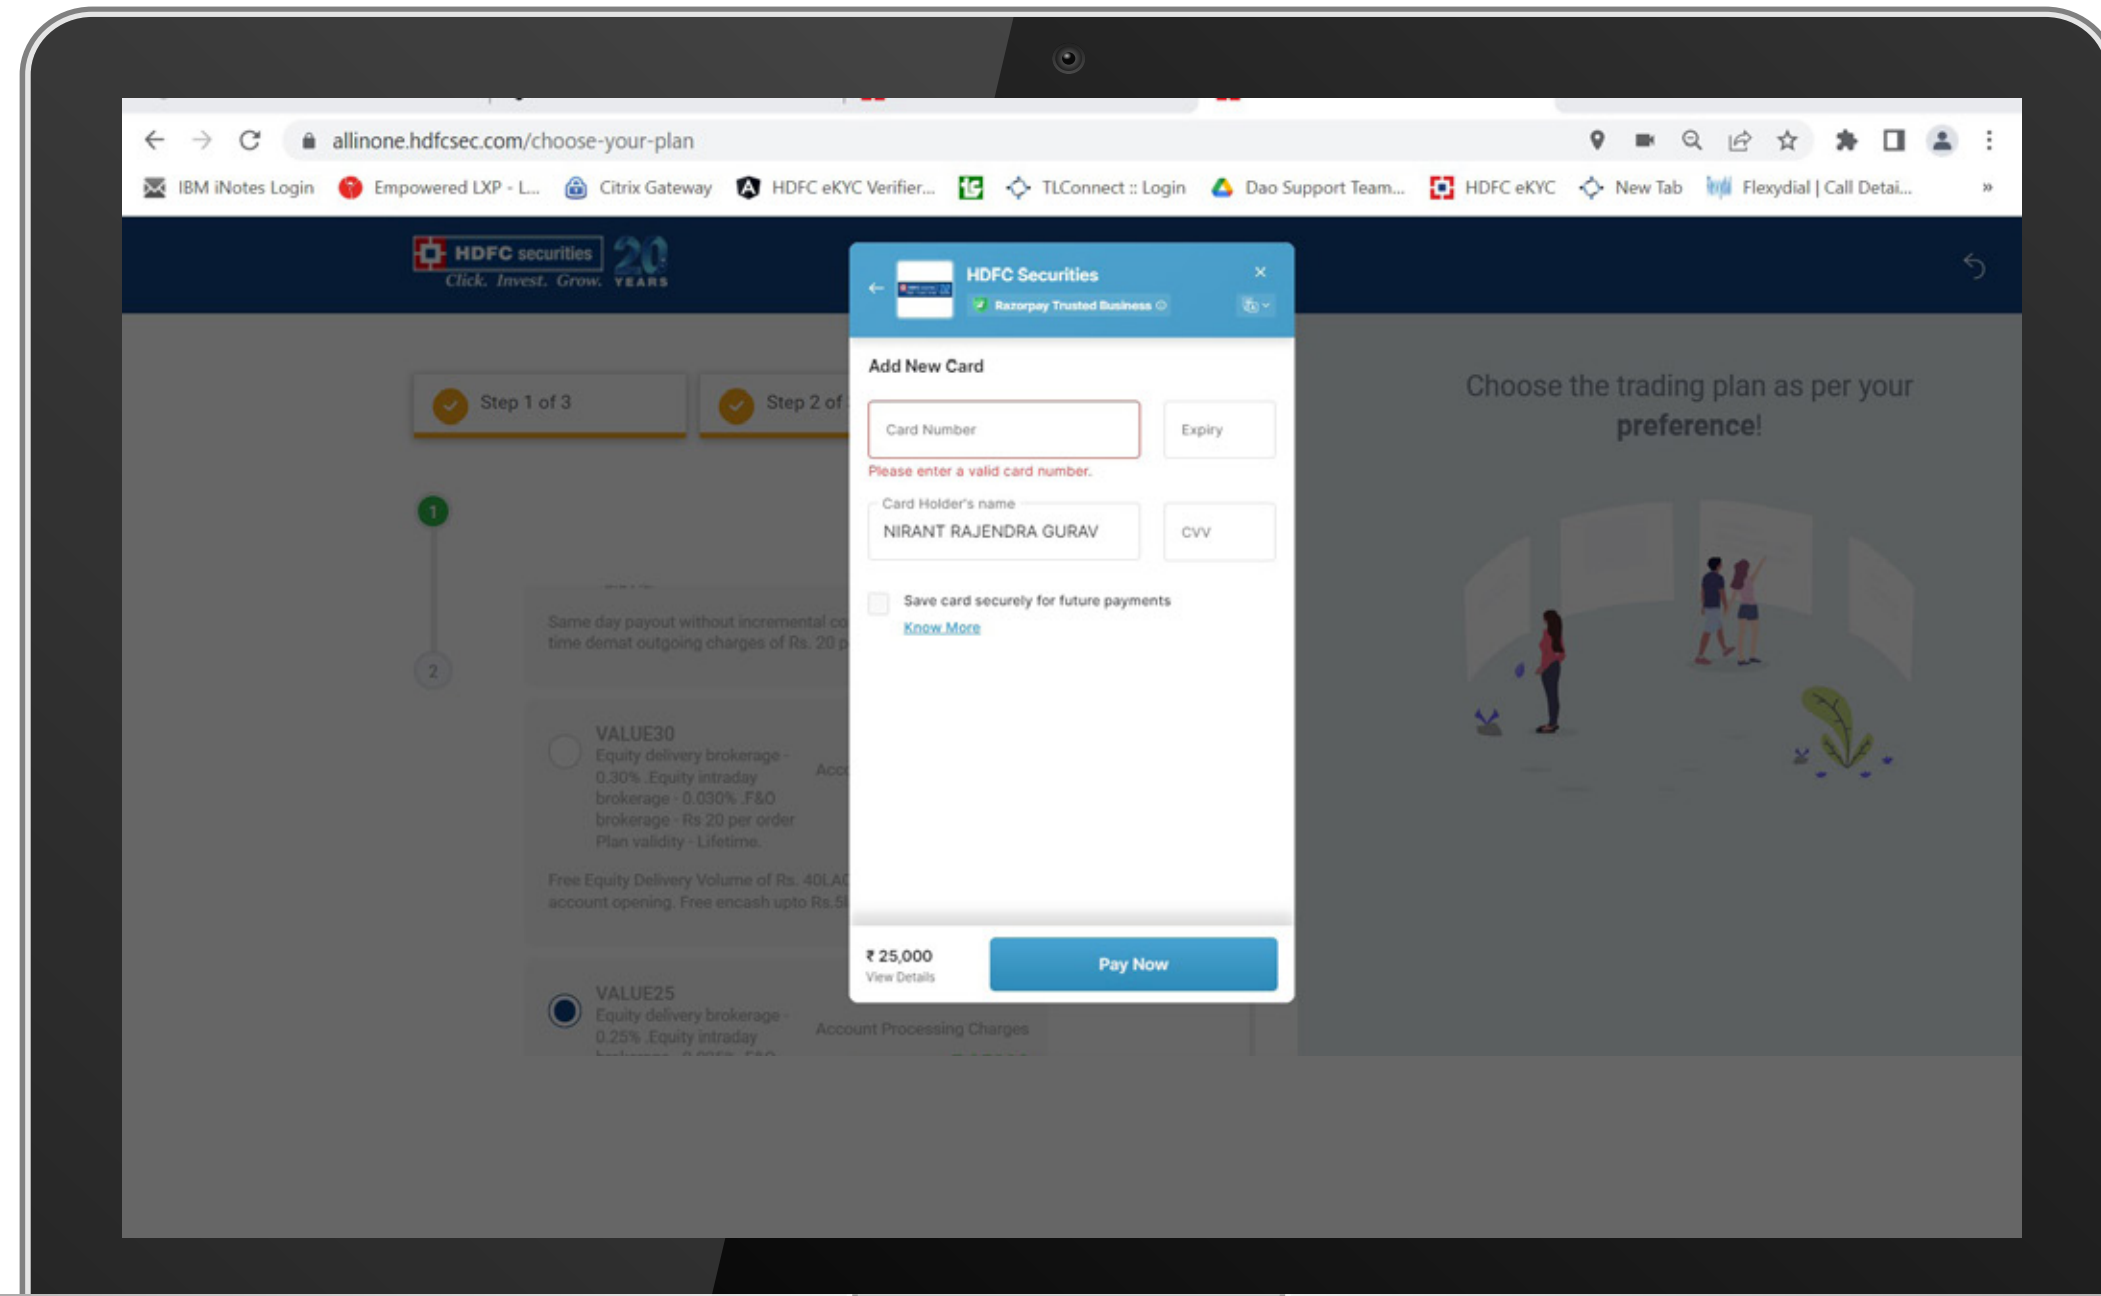 allinone.hdfcsec.com/choose-your-plan
IBM iNotes Login Empowered LXP - L... Citrix Gateway HDFC eKYC Verifier... TLConnect :: Login Dao Support Team... HDFC eKYC New Tab Flexydial | Call Detai... »
HDFC securities 20
Click. Invest. Grow. YEARS
HDFC Securities
Razorpay Trusted Business
Step 1 of 3
Step 2 of
Add New Card
Card Number
Expiry
Please enter a valid card number.
Card Holder's name
NIRANT RAJENDRA GURAV
CVV
Save card securely for future payments
Know More
₹ 25,000
View Details
Pay Now
1
2
Same day payout without incremental co
time demat outgoing charges of Rs. 20 p
VALUE30
Equity delivery brokerage -
0.30% .Equity intraday
brokerage - 0.030% .F&O
brokerage - Rs 20 per order
Plan validity - Lifetime.
Acco
Free Equity Delivery Volume of Rs. 40LAC
account opening. Free encash upto Rs.5l
VALUE25
Equity delivery brokerage -
0.25% .Equity intraday
Account Processing Charges
Choose the trading plan as per your
preference!